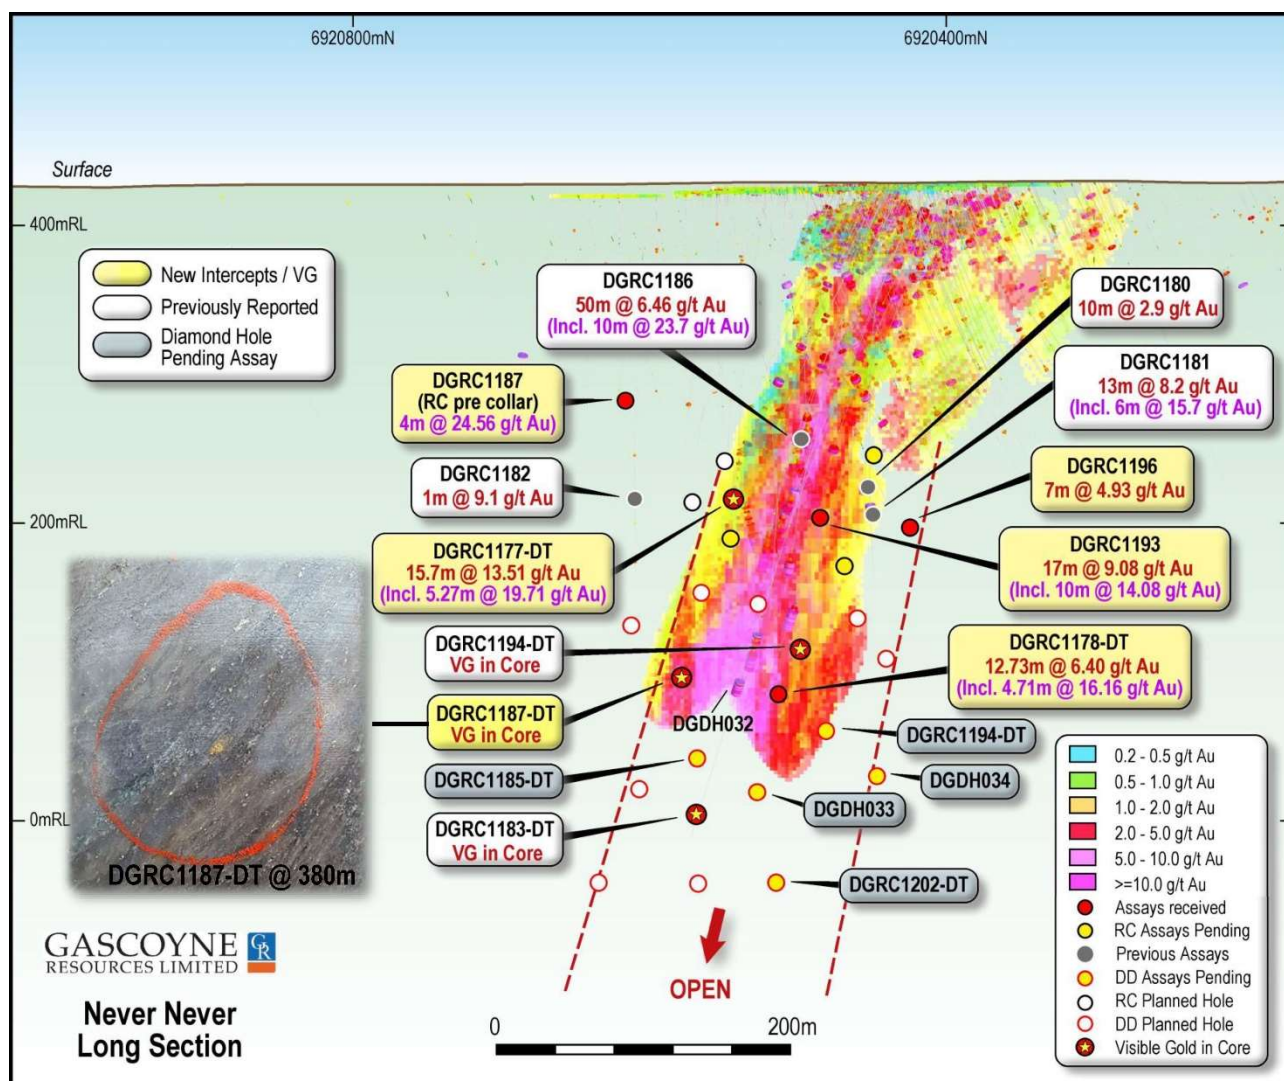 6920800mN
6920400mN
Surface
400mRL
New Intercepts / VG
Previously Reported
Diamond Hole
Pending Assay
DGRC1186
50m @ 6.46 g/t Au
(Incl. 10m @ 23.7 g/t Au)
DGRC1180
10m @ 2.9 g/t Au
DGRC1181
13m @ 8.2 g/t Au
(Incl. 6m @ 15.7 g/t Au)
DGRC1187
(RC pre collar)
4m @ 24.56 g/t Au)
DGRC1182
1m @ 9.1 g/t Au
DGRC1196
7m @ 4.93 g/t Au
200mRL
DGRC1177-DT
15.7m @ 13.51 g/t Au
(Incl. 5.27m @ 19.71 g/t Au)
DGRC1193
17m @ 9.08 g/t Au
(Incl. 10m @ 14.08 g/t Au)
DGRC1194-DT
VG in Core
DGRC1178-DT
12.73m @ 6.40 g/t Au
(Incl. 4.71m @ 16.16 g/t Au)
DGRC1187-DT
VG in Core
DGDH032
DGRC1194-DT
DGRC1185-DT
DGDH034
DGDH033
0mRL
DGRC1183-DT
VG in Core
DGRC1202-DT
DGRC1187-DT @ 380m
OPEN
0.2 - 0.5 g/t Au
0.5 - 1.0 g/t Au
1.0 - 2.0 g/t Au
2.0 - 5.0 g/t Au
5.0 - 10.0 g/t Au
>=10.0 g/t Au
Assays received
RC Assays Pending
Previous Assays
DD Assays Pending
RC Planned Hole
DD Planned Hole
Visible Gold in Core
GASCOYNE
RESOURCES LIMITED
GR
Never Never
Long Section
0
200m